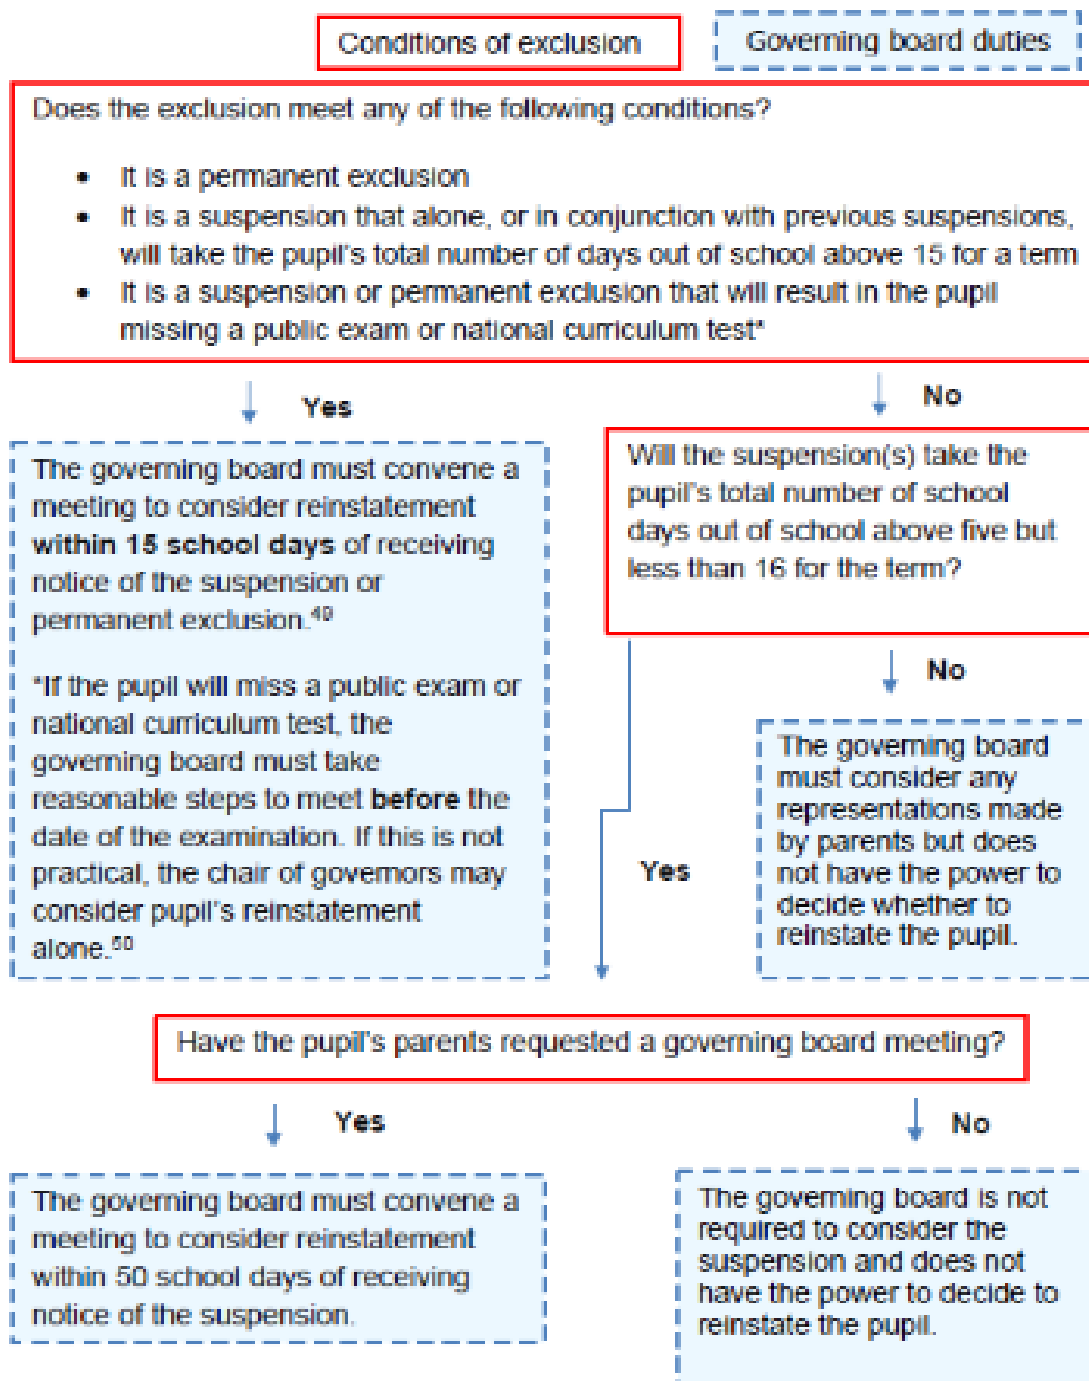 Conditions of exclusion
Governing board duties
Does the exclusion meet any of the following conditions?
• It is a permanent exclusion
• It is a suspension that alone, or in conjunction with previous suspensions,
will take the pupil's total number of days out of school above 15 for a term
• It is a suspension or permanent exclusion that will result in the pupil
missing a public exam or national curriculum test*
Yes
No
The governing board must convene a
meeting to consider reinstatement
within 15 school days of receiving
notice of the suspension or
permanent exclusion.49
*If the pupil will miss a public exam or
national curriculum test, the
governing board must take
reasonable steps to meet before the
date of the examination. If this is not
practical, the chair of governors may
consider pupil's reinstatement
alone.50
Will the suspension(s) take the
pupil's total number of school
days out of school above five but
less than 16 for the term?
No
Yes
The governing board
must consider any
representations made
by parents but does
not have the power to
decide whether to
reinstate the pupil.
Have the pupil's parents requested a governing board meeting?
Yes
No
The governing board must convene a
meeting to consider reinstatement
within 50 school days of receiving
notice of the suspension.
The governing board is not
required to consider the
suspension and does not
have the power to decide to
reinstate the pupil.